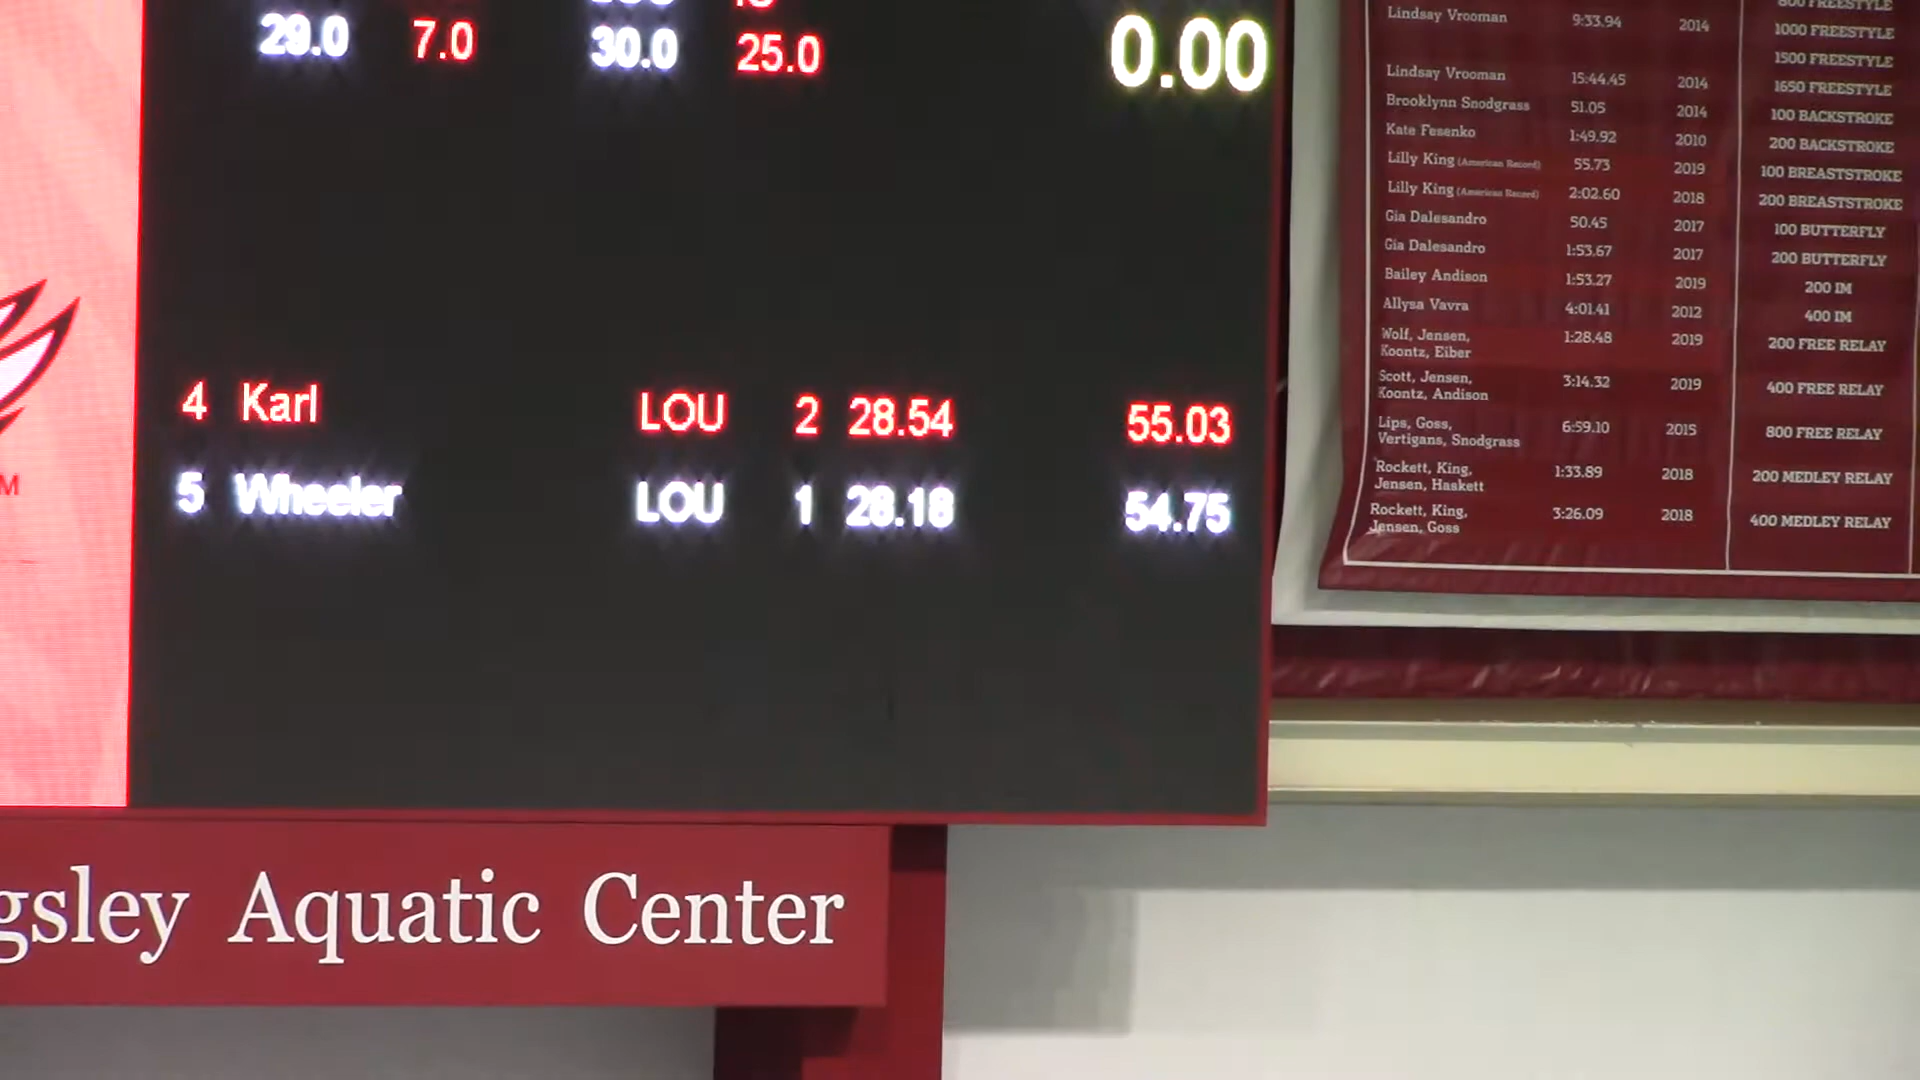 29.0 7.0 30.0 25.0 0.00
4 Karl LOU 2 28.54 55.03
5 Wheeler LOU 1 28.18 54.75
M
Aquatic Center
Lindsay Vrooman 9:33.94 2014 1000 FREESTYLE
1500 FREESTYLE
Lindsay Vrooman 15:44.45 2014 1650 FREESTYLE
Brooklynn Snodgrass 51.05 2014 100 BACKSTROKE
Kate Fesenko 1:49.92 2010 200 BACKSTROKE
Lilly King (American Record) 55.73 2019 100 BREASTSTROKE
Lilly King (American Record) 2:02.60 2018 200 BREASTSTROKE
Gia Dalesandro 50.45 2017 100 BUTTERFLY
Gia Dalesandro 1:53.67 2017 200 BUTTERFLY
Bailey Andison 1:53.27 2019 200 IM
Allysa Vavra 4:01.41 2012 400 IM
Wolf, Jensen,
Koontz, Eiber 1:28.48 2019 200 FREE RELAY
Scott, Jensen,
Koontz, Andison 3:14.32 2019 400 FREE RELAY
Lips, Goss,
Vertigans, Snodgrass 6:59.10 2015 800 FREE RELAY
Rockett, King,
Jensen, Haskett 1:33.89 2018 200 MEDLEY RELAY
Rockett, King,
Jensen, Goss 3:26.09 2018 400 MEDLEY RELAY